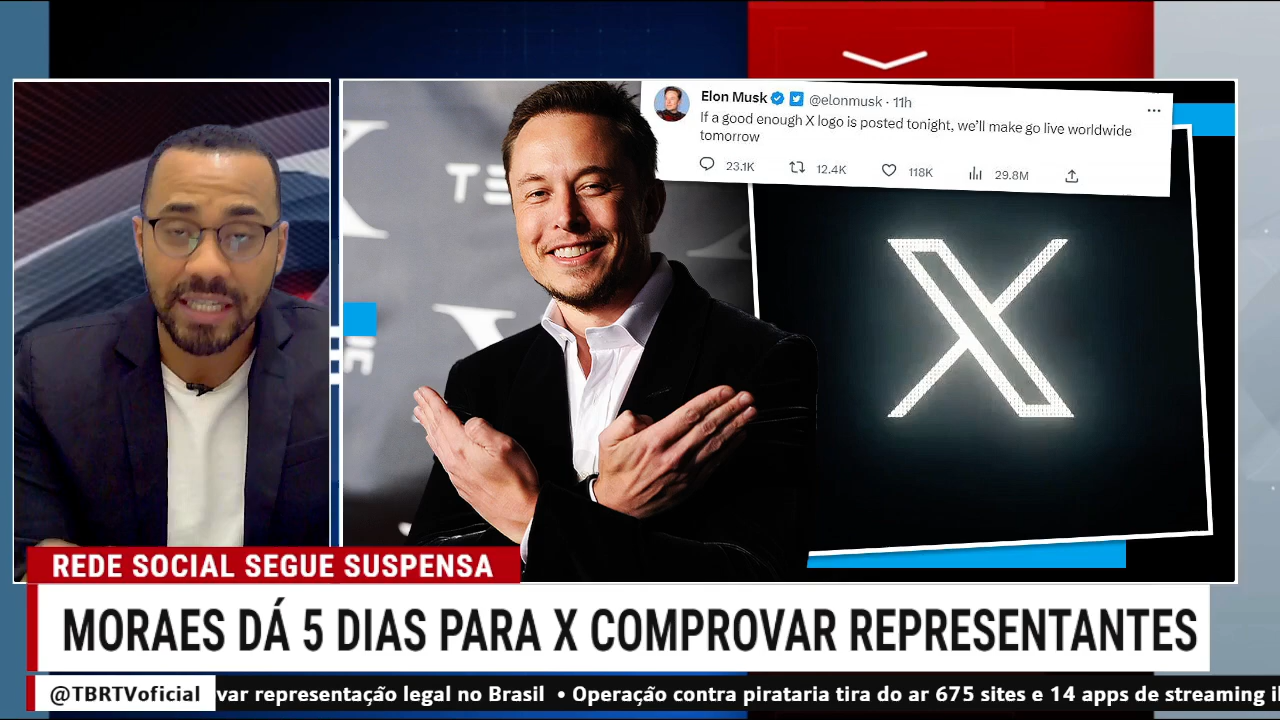 Elon Musk @elonmusk · 11h
If a good enough X logo is posted tonight, we'll make go live worldwide
tomorrow
23.1K 12.4K 118K 29.8M
X
REDE SOCIAL SEGUE SUSPENSA
MORAES DÁ 5 DIAS PARA X COMPROVAR REPRESENTANTES
@TBRTVoficial var representação legal no Brasil • Operação contra pirataria tira do ar 675 sites e 14 apps de streaming